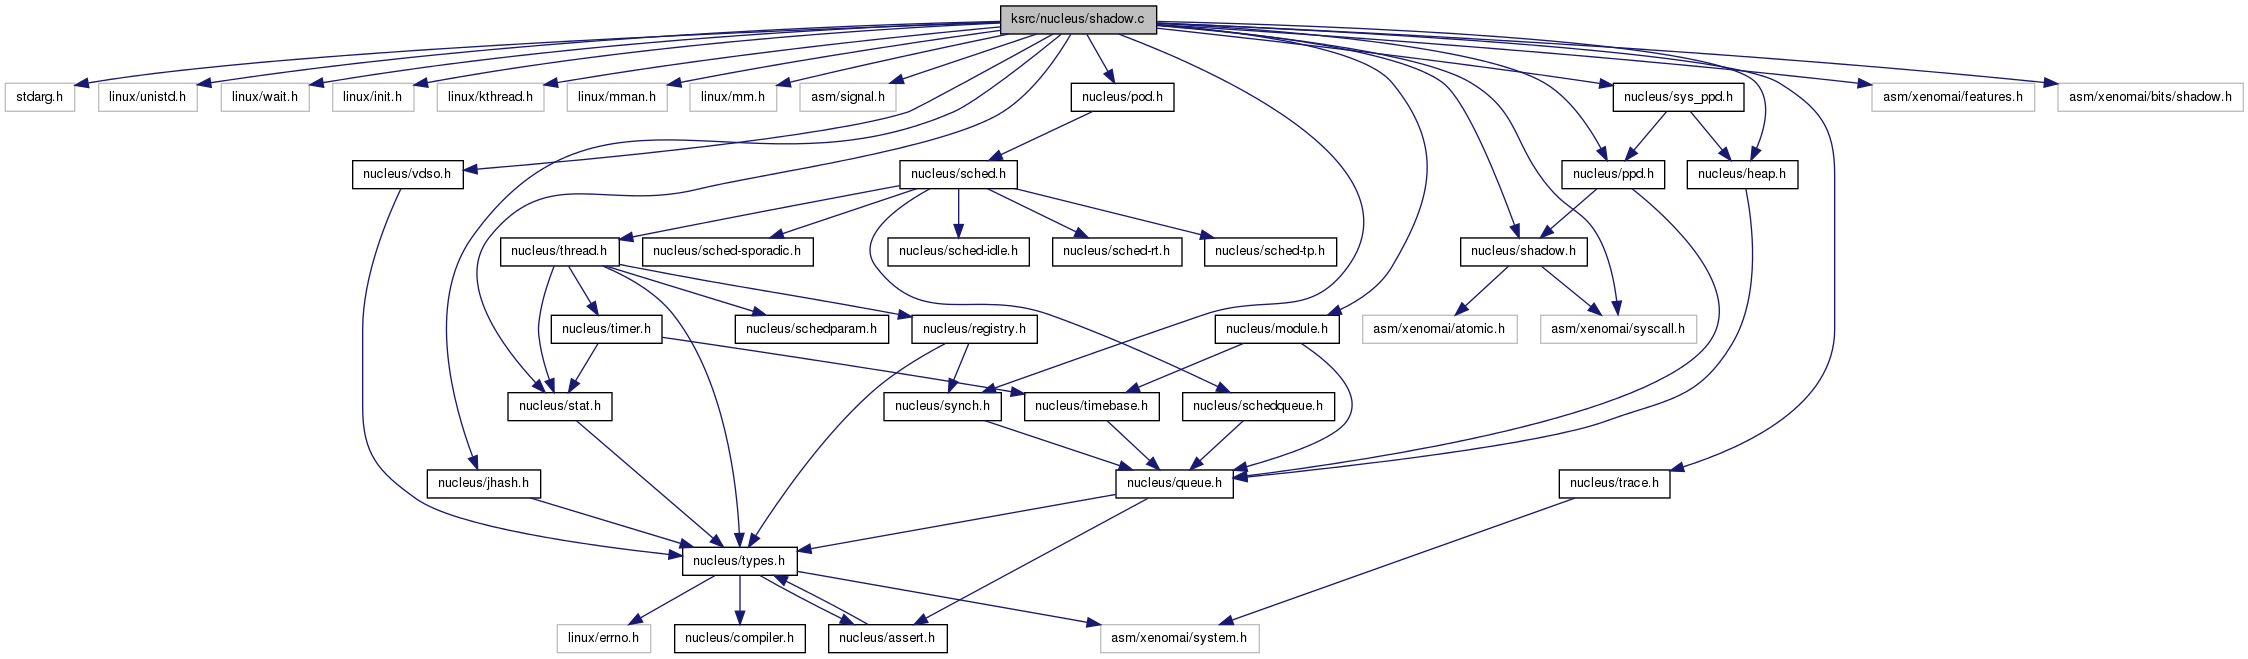 ksrc/nucleus/shadow.c
stdarg.h
linux/unistd.h
linux/wait.h
linux/init.h
linux/kthread.h
linux/mman.h
linux/mm.h
asm/signal.h
nucleus/pod.h
nucleus/sys_ppd.h
asm/xenomai/features.h
asm/xenomai/bits/shadow.h
nucleus/vdso.h
nucleus/sched.h
nucleus/ppd.h
nucleus/heap.h
nucleus/thread.h
nucleus/sched-sporadic.h
nucleus/sched-idle.h
nucleus/sched-rt.h
nucleus/sched-tp.h
nucleus/shadow.h
nucleus/timer.h
nucleus/schedparam.h
nucleus/registry.h
nucleus/module.h
asm/xenomai/atomic.h
asm/xenomai/syscall.h
nucleus/stat.h
nucleus/synch.h
nucleus/timebase.h
nucleus/schedqueue.h
nucleus/jhash.h
nucleus/queue.h
nucleus/trace.h
nucleus/types.h
linux/errno.h
nucleus/compiler.h
nucleus/assert.h
asm/xenomai/system.h